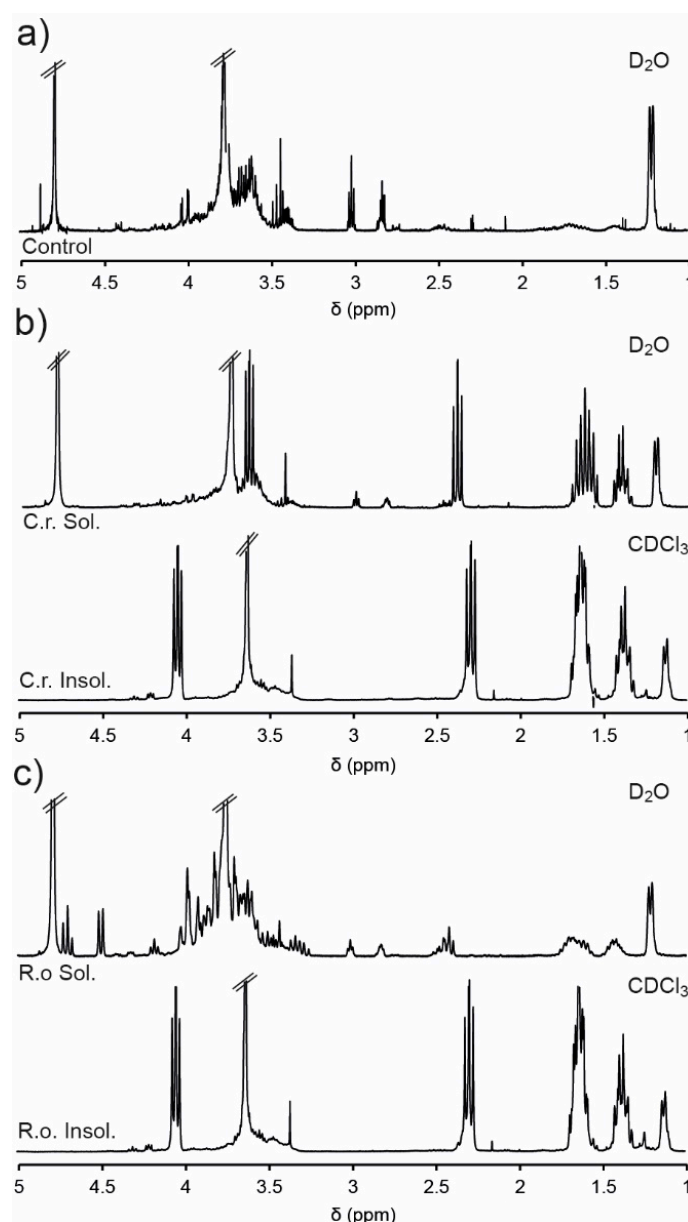 a)
D₂O
Control
5 4.5 4 3.5 3 2.5 2 1.5 1
δ (ppm)
b)
D₂O
C.r. Sol.
CDCl₃
C.r. Insol.
5 4.5 4 3.5 3 2.5 2 1.5 1
δ (ppm)
c)
D₂O
R.o Sol.
CDCl₃
R.o. Insol.
5 4.5 4 3.5 3 2.5 2 1.5 1
δ (ppm)